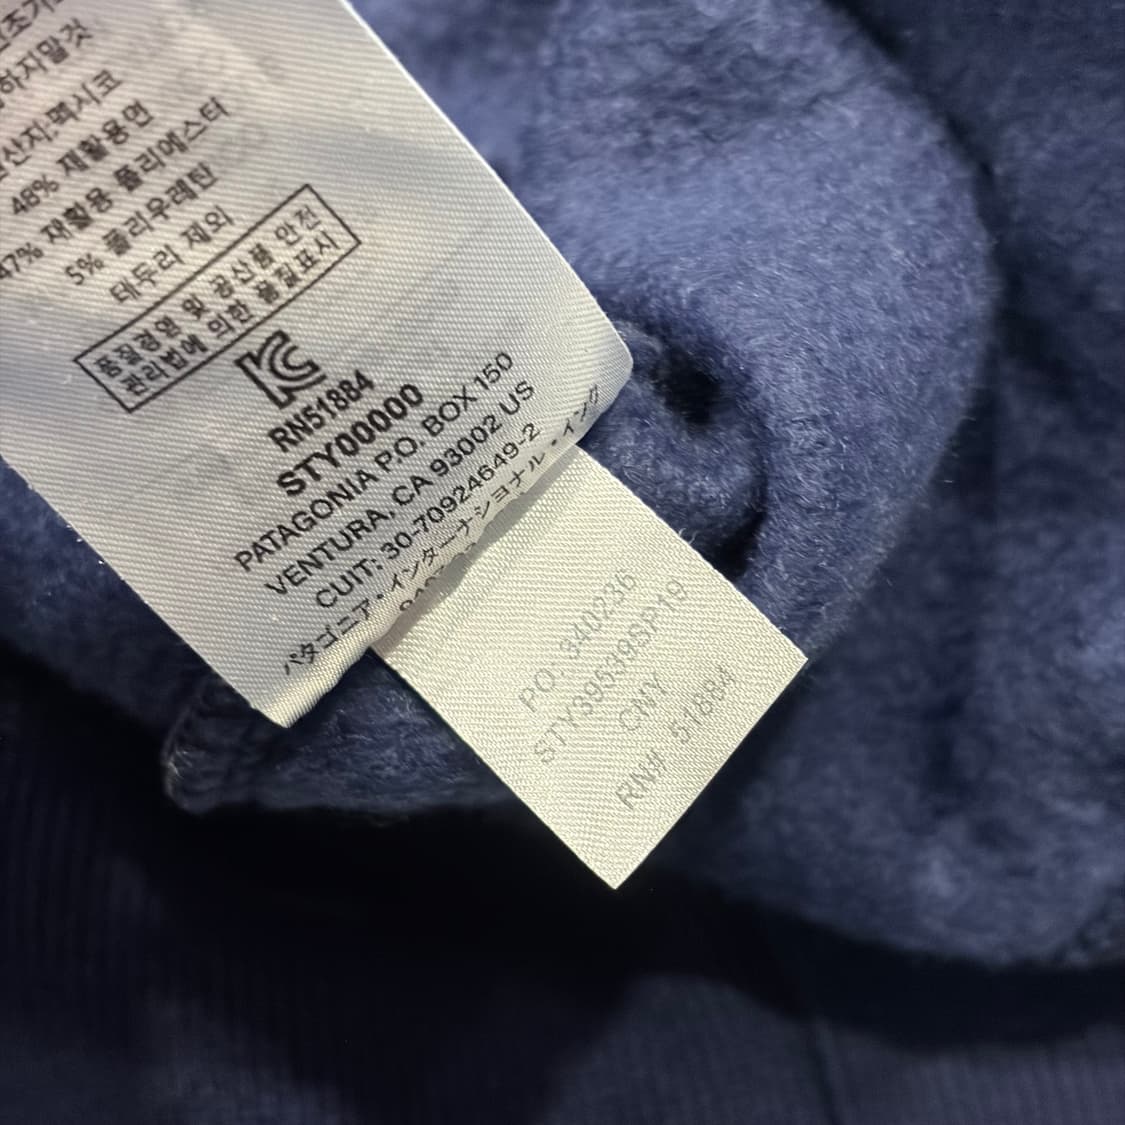 하지말것
산지:멕시코
48% 재활용면
47% 재활용 폴리에스터
5% 폴리우레탄
테두리 제외
품질경영 및 공산품 안전
관리법에 의한 품질표시
RN51884
STY00000
PATAGONIA P.O. BOX 150
VENTURA, CA 93002 US
CUIT: 30-70924649-2
パタゴニア・インターナショナル・インク
PO: 340236
STY39539SP19
CNY
RN# 51884